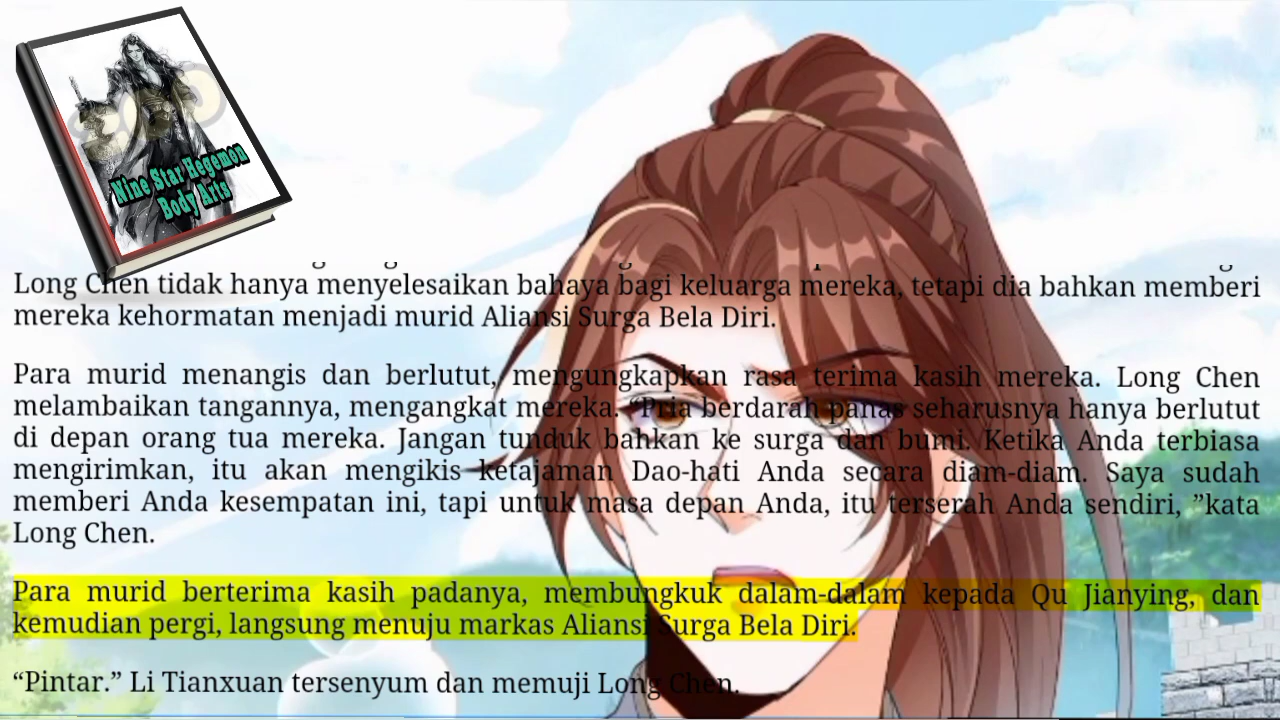 Nine Star Hegemon
Body Arts
Long Chen tidak hanya menyelesaikan bahaya bagi keluarga mereka, tetapi dia bahkan memberi
mereka kehormatan menjadi murid Aliansi Surga Bela Diri.
Para murid menangis dan berlutut, mengungkapkan rasa terima kasih mereka. Long Chen
melambaikan tangannya, mengangkat mereka. “Pria berdarah panas seharusnya hanya berlutut
di depan orang tua mereka. Jangan tunduk bahkan ke surga dan bumi. Ketika Anda terbiasa
mengirimkan, itu akan mengikis ketajaman Dao-hati Anda secara diam-diam. Saya sudah
memberi Anda kesempatan ini, tapi untuk masa depan Anda, itu terserah Anda sendiri, ”kata
Long Chen.
Para murid berterima kasih padanya, membungkuk dalam-dalam kepada Qu Jianying, dan
kemudian pergi, langsung menuju markas Aliansi Surga Bela Diri.
“Pintar.” Li Tianxuan tersenyum dan memuji Long Chen.